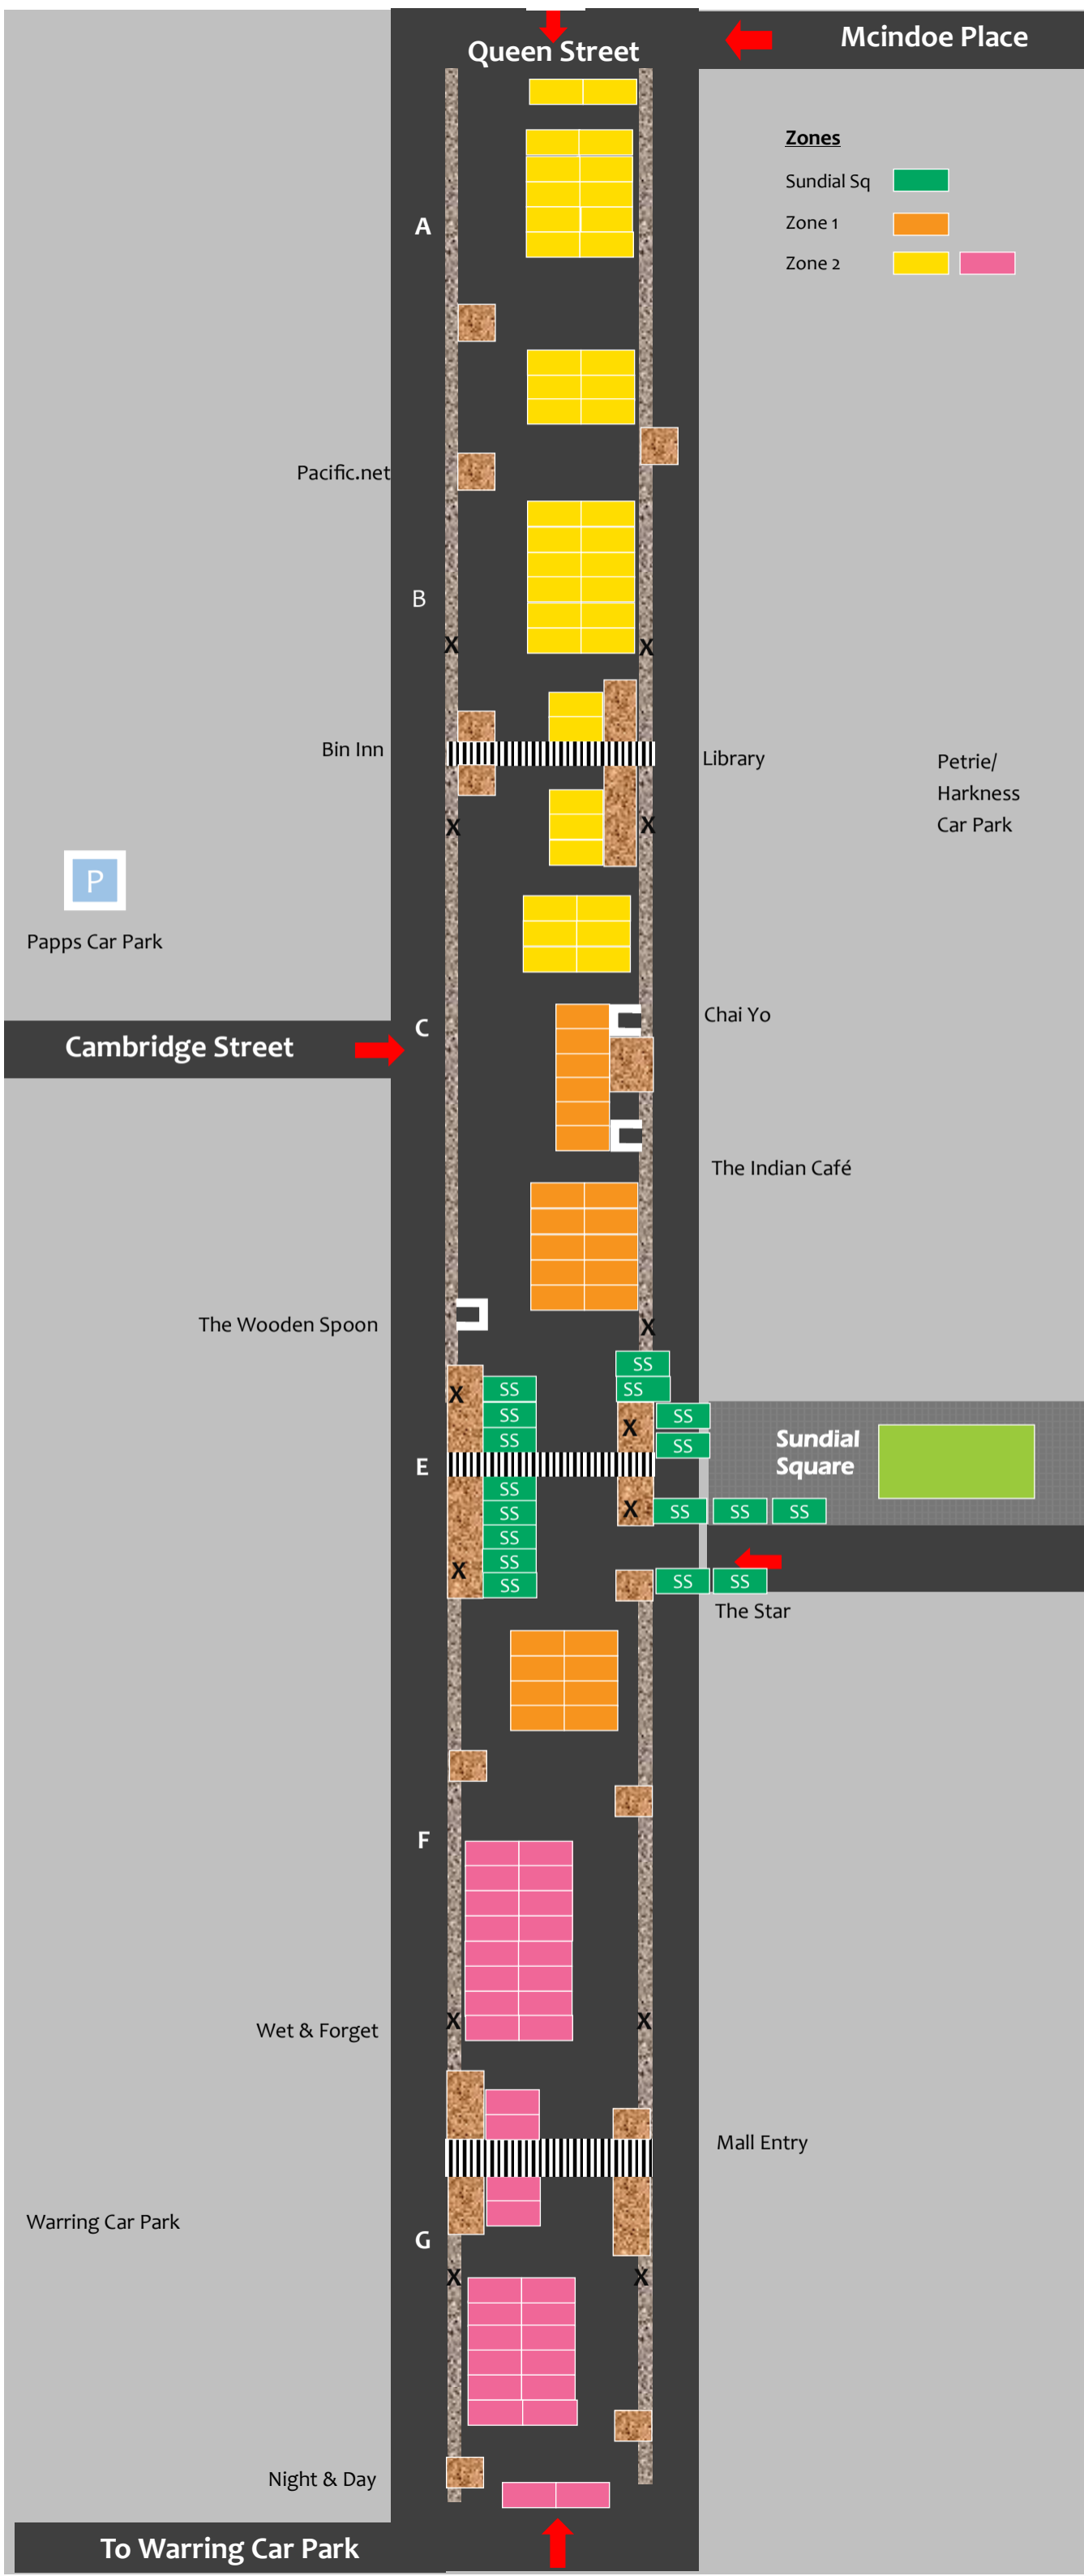 Queen Street
Mcindoe Place
Zones
Sundial Sq
Zone 1
Zone 2
A
Pacific.net
B
X
X
Bin Inn
Library
Petrie/
Harkness
Car Park
X
X
P
Papps Car Park
C
Chai Yo
Cambridge Street
The Indian Café
The Wooden Spoon
X
SS
X
SS
SS
SS
SS
X
SS
SS
Sundial
Square
E
SS
SS
X
SS
SS
SS
SS
SS
X
SS
SS
SS
The Star
F
Wet & Forget
X
X
Mall Entry
Warring Car Park
G
X
X
Night & Day
To Warring Car Park